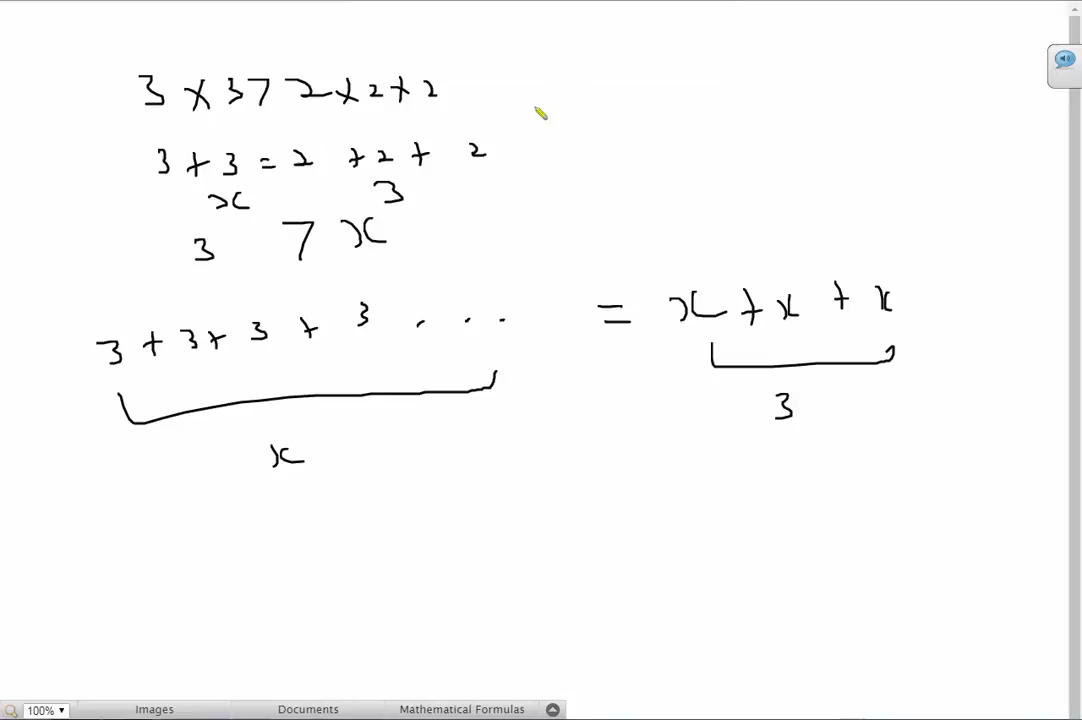 3 × 3 7 2 × 2 × 2
3 + 3 = 2 + 2 + 2
x 3
3 7 x
3 + 3 + 3 + 3 . . . = x + x + x
3
x
100% Images Documents Mathematical Formulas